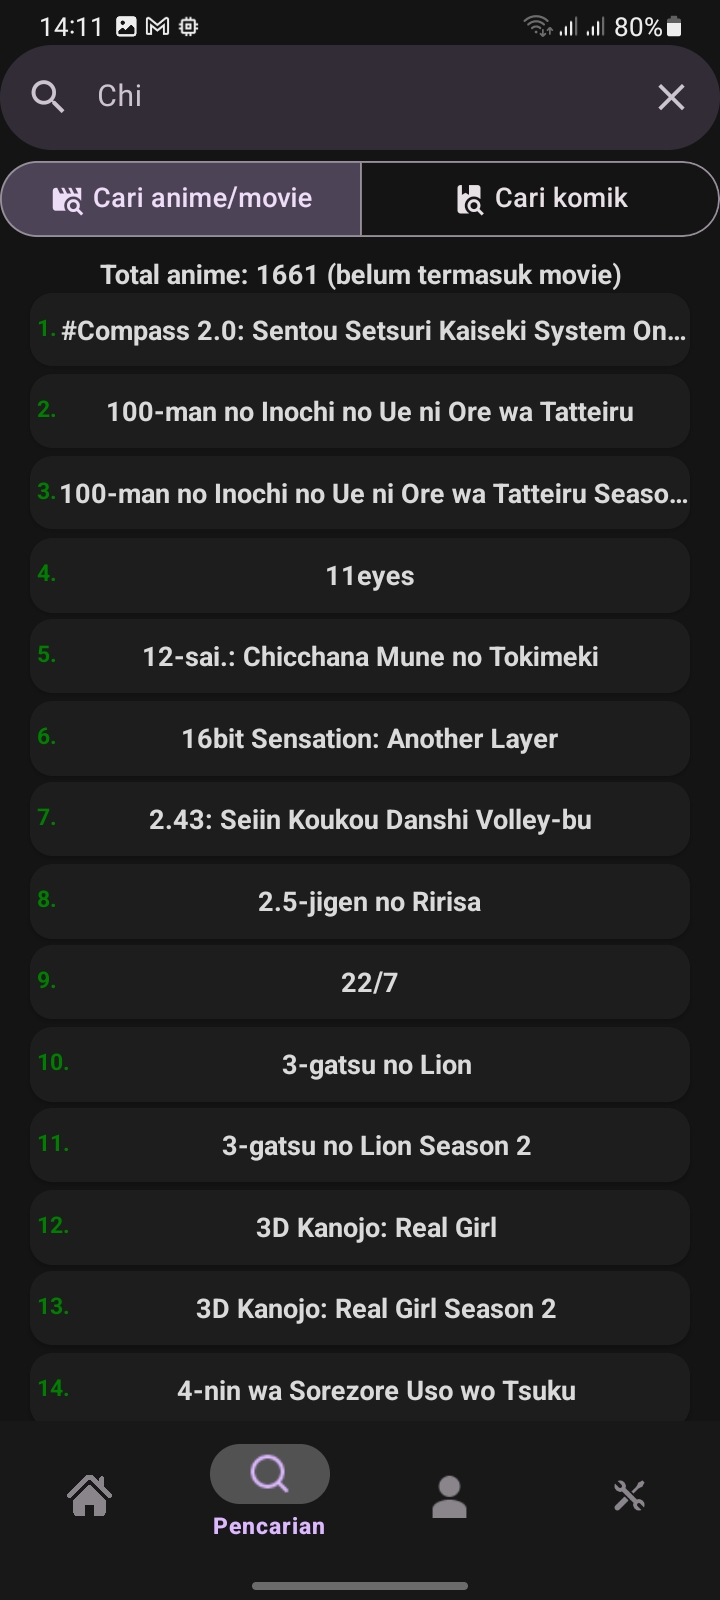 14:11
80%
Chi
Cari anime/movie
Cari komik
Total anime: 1661 (belum termasuk movie)
1. #Compass 2.0: Sentou Setsuri Kaiseki System On...
2. 100-man no Inochi no Ue ni Ore wa Tatteiru
3. 100-man no Inochi no Ue ni Ore wa Tatteiru Seaso...
4. 11eyes
5. 12-sai.: Chicchana Mune no Tokimeki
6. 16bit Sensation: Another Layer
7. 2.43: Seiin Koukou Danshi Volley-bu
8. 2.5-jigen no Ririsa
9. 22/7
10. 3-gatsu no Lion
11. 3-gatsu no Lion Season 2
12. 3D Kanojo: Real Girl
13. 3D Kanojo: Real Girl Season 2
14. 4-nin wa Sorezore Uso wo Tsuku
Pencarian